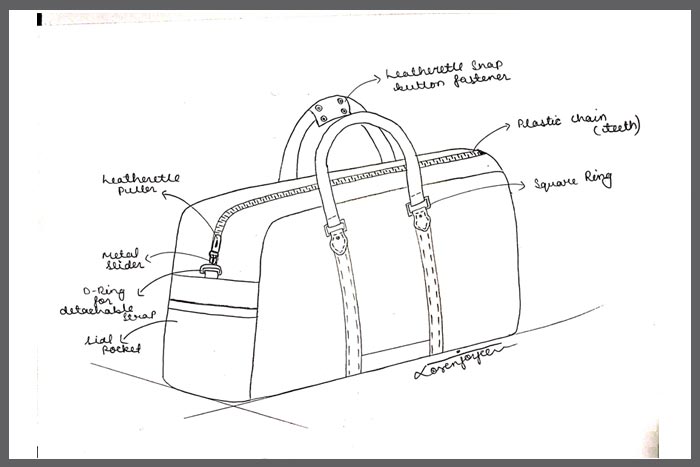 Leatherette Snap
button fastener
Plastic chain
(teeth)
Leatherette
Puller
Square Ring
Metal
Slider
D-Ring
for
detachable
strap
Side
Pocket